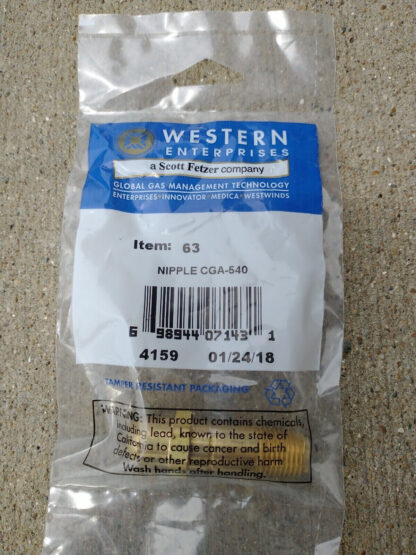 WESTERN
ENTERPRISES
a Scott Fetzer company
GLOBAL GAS MANAGEMENT TECHNOLOGY
ENTERPRISES•INNOVATOR•MEDICA•WESTWINDS
Item: 63
NIPPLE CGA-540
6 98944 07143 1
4159 01/24/18
TAMPER RESISTANT PACKAGING
WARNING: This product contains chemicals,
including lead, known to the state of
California to cause cancer and birth
defects or other reproductive harm
Wash hands after handling.